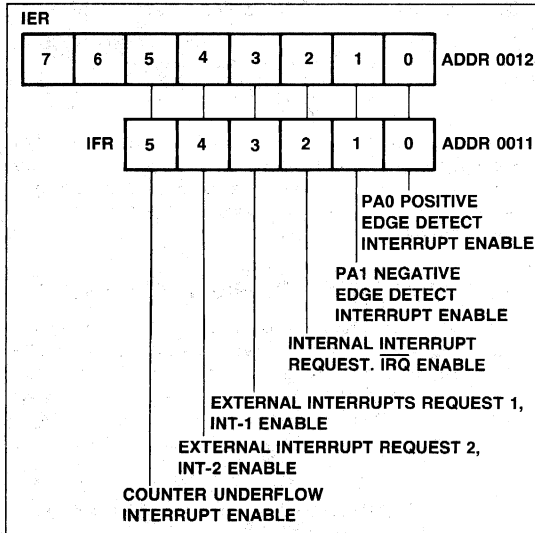 IER
7 6 5 4 3 2 1 0 ADDR 0012
IFR 5 4 3 2 1 0 ADDR 0011
PA0 POSITIVE
EDGE DETECT
INTERRUPT ENABLE
PA1 NEGATIVE
EDGE DETECT
INTERRUPT ENABLE
INTERNAL INTERRUPT
REQUEST. I̅R̅Q̅ ENABLE
EXTERNAL INTERRUPTS REQUEST 1,
INT-1 ENABLE
EXTERNAL INTERRUPT REQUEST 2,
INT-2 ENABLE
COUNTER UNDERFLOW
INTERRUPT ENABLE